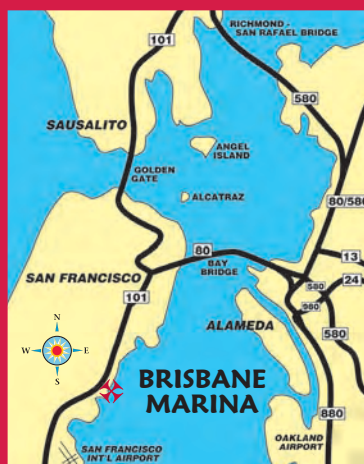 RICHMOND -
SAN RAFAEL BRIDGE
101
580
SAUSALITO
ANGEL
ISLAND
GOLDEN
GATE
ALCATRAZ
80/580
80
BAY
BRIDGE
13
24
SAN FRANCISCO
580
980
101
ALAMEDA
580
N
W
E
S
BRISBANE
MARINA
880
SAN FRANCISCO
INT'L AIRPORT
OAKLAND
AIRPORT